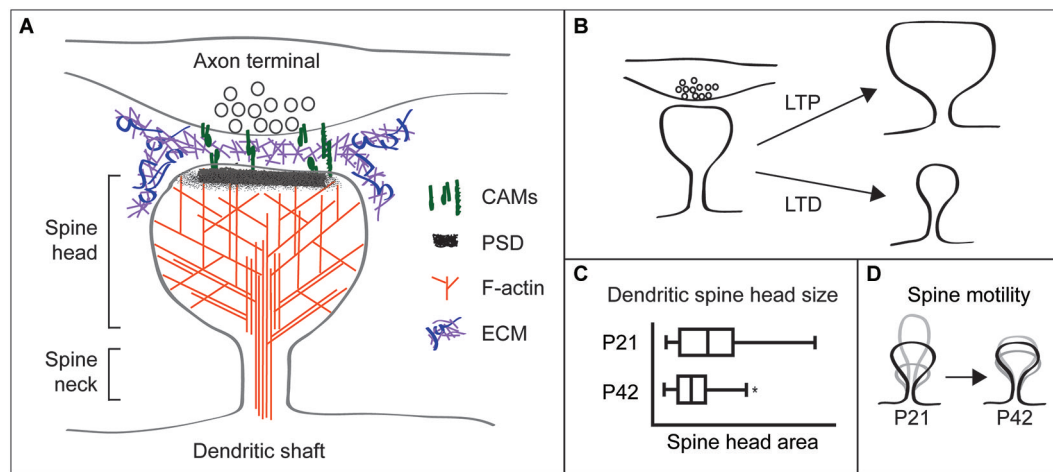 A
Axon terminal
Spine
head
Spine
neck
Dendritic shaft
CAMs
PSD
F-actin
ECM
B
LTP
LTD
C
Dendritic spine head size
P21
P42
*
Spine head area
D
Spine motility
P21
P42